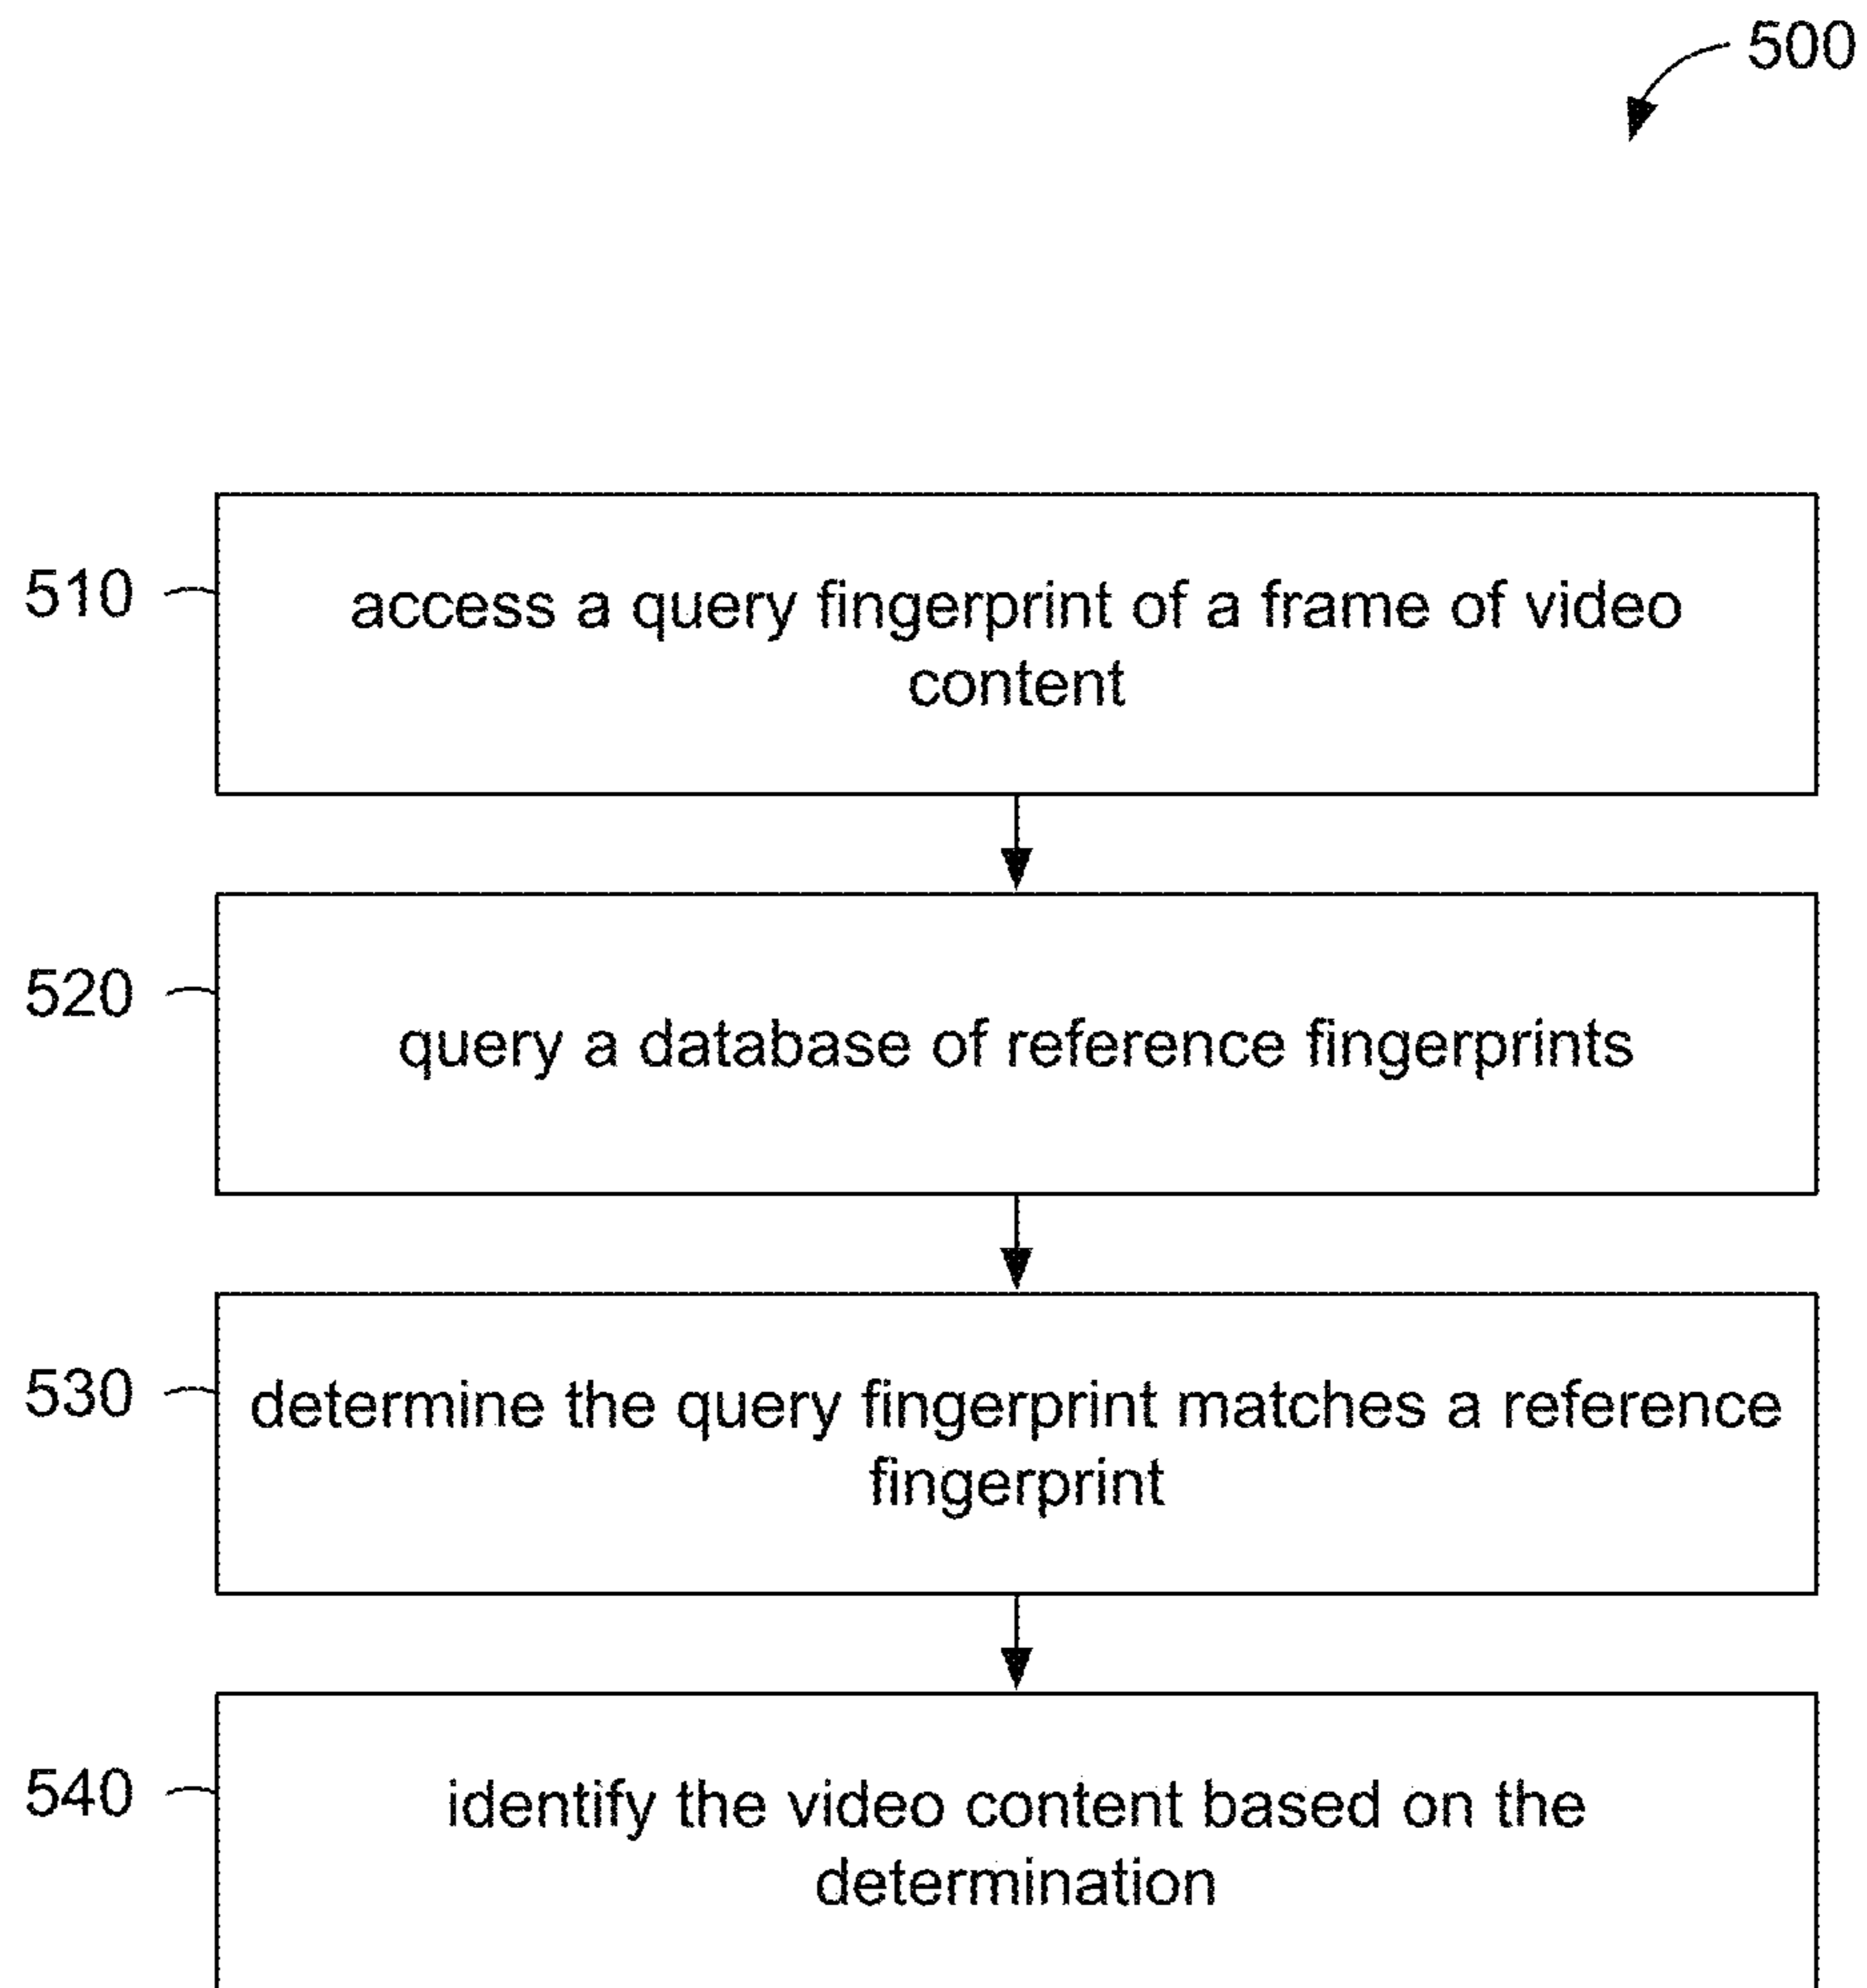 500
510
access a query fingerprint of a frame of video
content
520
query a database of reference fingerprints
530
determine the query fingerprint matches a reference
fingerprint
540
identify the video content based on the
determination